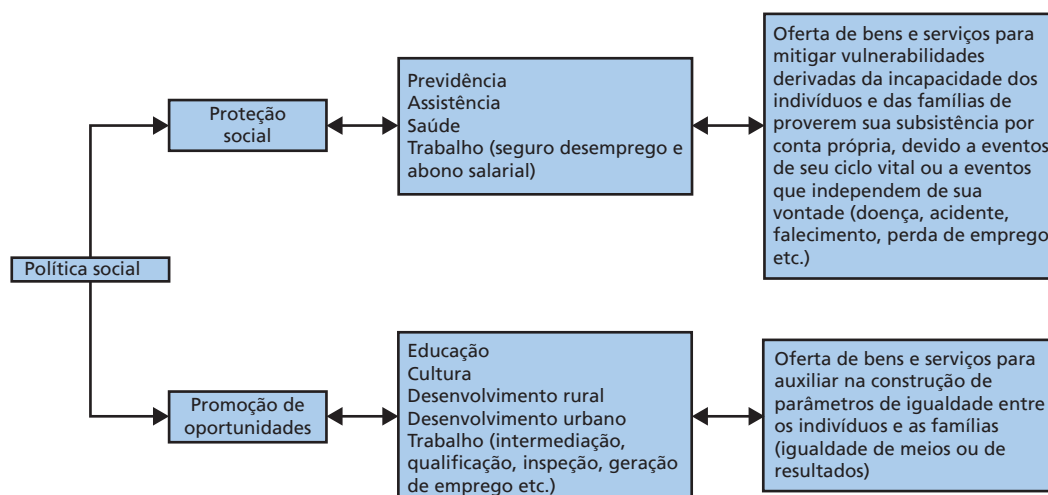 Política social
Proteção
social
Previdência
Assistência
Saúde
Trabalho (seguro desemprego e
abono salarial)
Oferta de bens e serviços para
mitigar vulnerabilidades
derivadas da incapacidade dos
indivíduos e das famílias de
proverem sua subsistência por
conta própria, devido a eventos
de seu ciclo vital ou a eventos
que independem de sua
vontade (doença, acidente,
falecimento, perda de emprego
etc.)
Promoção de
oportunidades
Educação
Cultura
Desenvolvimento rural
Desenvolvimento urbano
Trabalho (intermediação,
qualificação, inspeção, geração
de emprego etc.)
Oferta de bens e serviços para
auxiliar na construção de
parâmetros de igualdade entre
os indivíduos e as famílias
(igualdade de meios ou de
resultados)